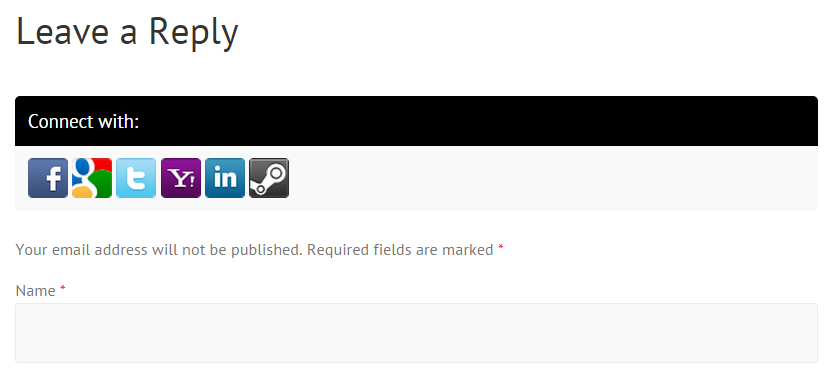 Leave a Reply
Connect with:
f g t Y! in
Your email address will not be published. Required fields are marked *
Name *